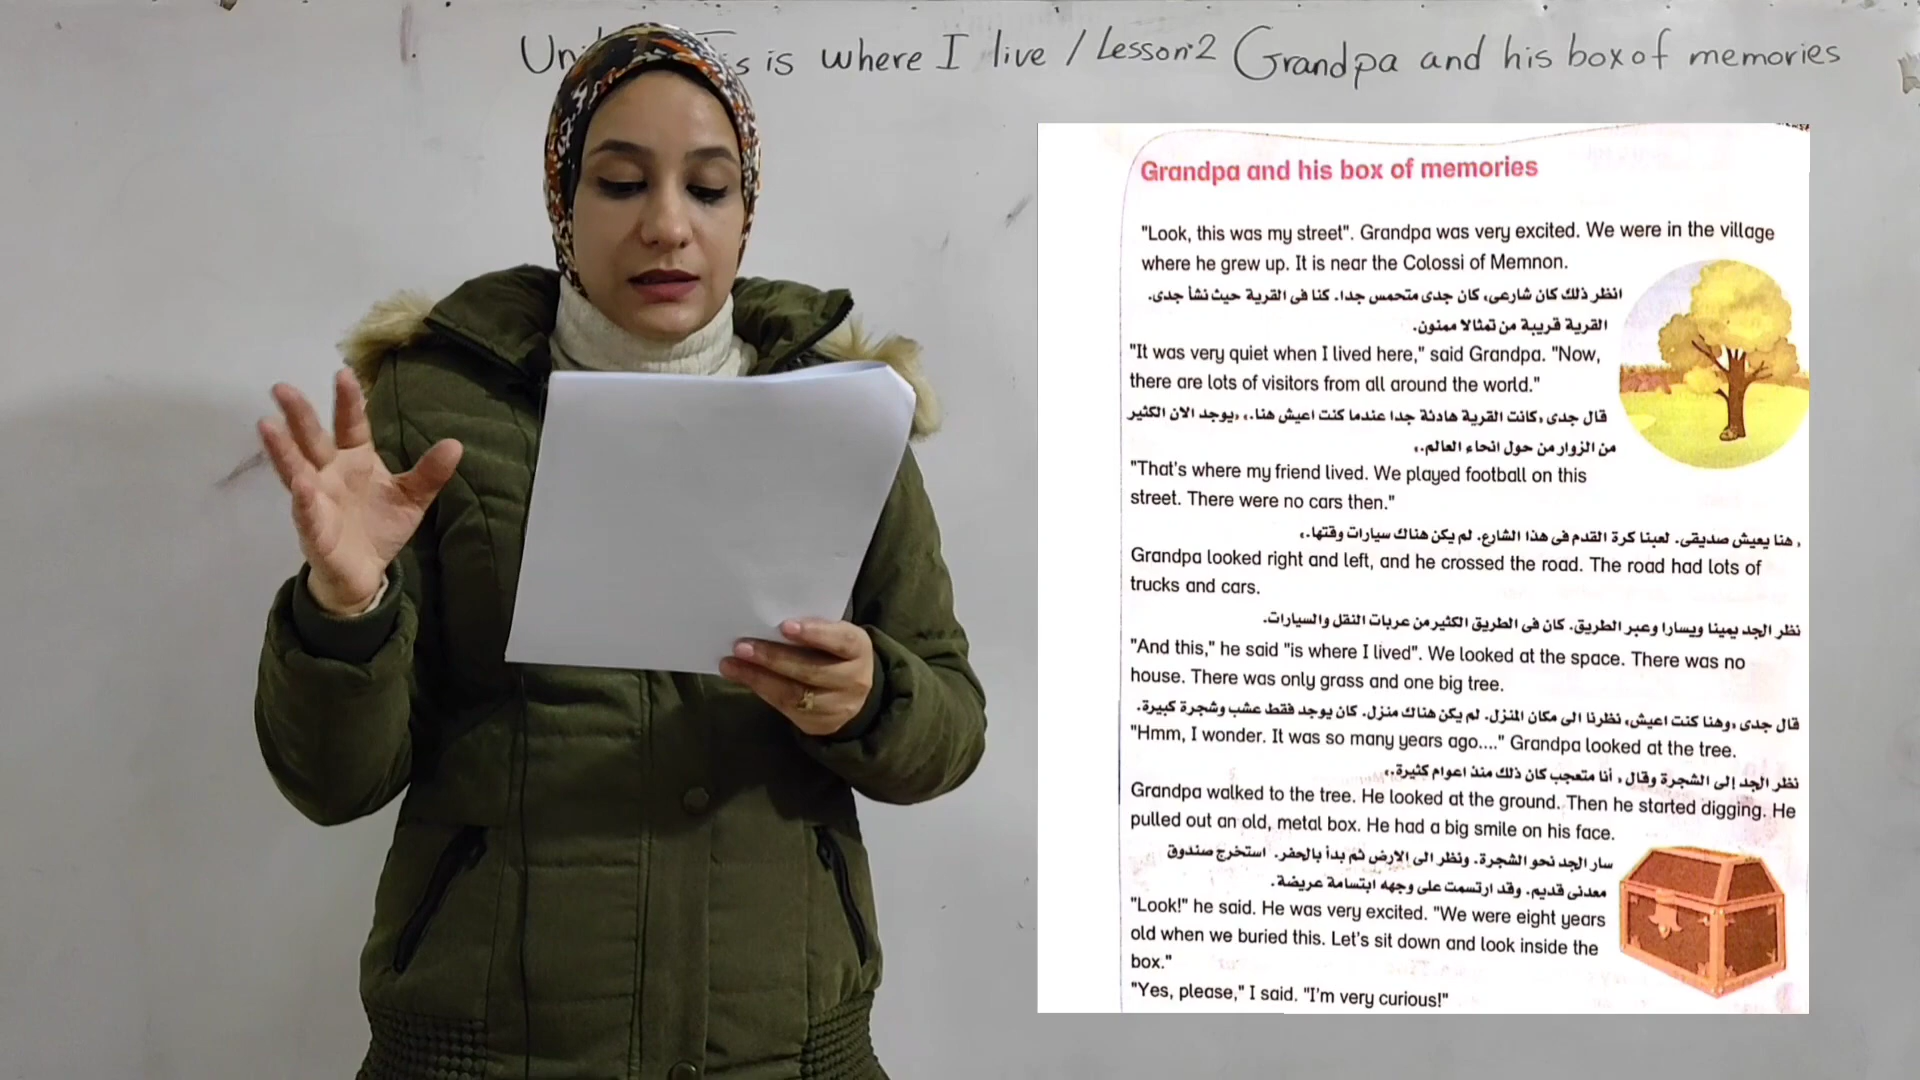 Un s is where I live / Lesson:2 Grandpa and his box of memories
Grandpa and his box of memories
"Look, this was my street". Grandpa was very excited. We were in the village
where he grew up. It is near the Colossi of Memnon.
انظر ذلك كان شارعى، كان جدى متحمس جدا. كنا فى القرية حيث نشأ جدى.
القرية قريبة من تمثالا ممنون.
"It was very quiet when I lived here," said Grandpa. "Now,
there are lots of visitors from all around the world."
قال جدى ،كانت القرية هادئة جدا عندما كنت اعيش هنا.، ،يوجد الان الكثير
من الزوار من حول انحاء العالم.،
"That's where my friend lived. We played football on this
street. There were no cars then."
، هنا يعيش صديقى. لعبنا كرة القدم فى هذا الشارع. لم يكن هناك سيارات وقتها.،
Grandpa looked right and left, and he crossed the road. The road had lots of
trucks and cars.
نظر الجد يمينا ويسارا وعبر الطريق. كان فى الطريق الكثير من عربات النقل والسيارات.
"And this," he said "is where I lived". We looked at the space. There was no
house. There was only grass and one big tree.
قال جدى ،وهنا كنت اعيش، نظرنا الى مكان المنزل. لم يكن هناك منزل. كان يوجد فقط عشب وشجرة كبيرة.
"Hmm, I wonder. It was so many years ago...." Grandpa looked at the tree.
نظر الجد إلى الشجرة وقال ، أنا متعجب كان ذلك منذ اعوام كثيرة.،
Grandpa walked to the tree. He looked at the ground. Then he started digging. He
pulled out an old, metal box. He had a big smile on his face.
سار الجد نحو الشجرة. ونظر الى الارض ثم بدأ بالحفر. استخرج صندوق
معدنى قديم. وقد ارتسمت على وجهه ابتسامة عريضة.
"Look!" he said. He was very excited. "We were eight years
old when we buried this. Let's sit down and look inside the
box."
"Yes, please," I said. "I'm very curious!"